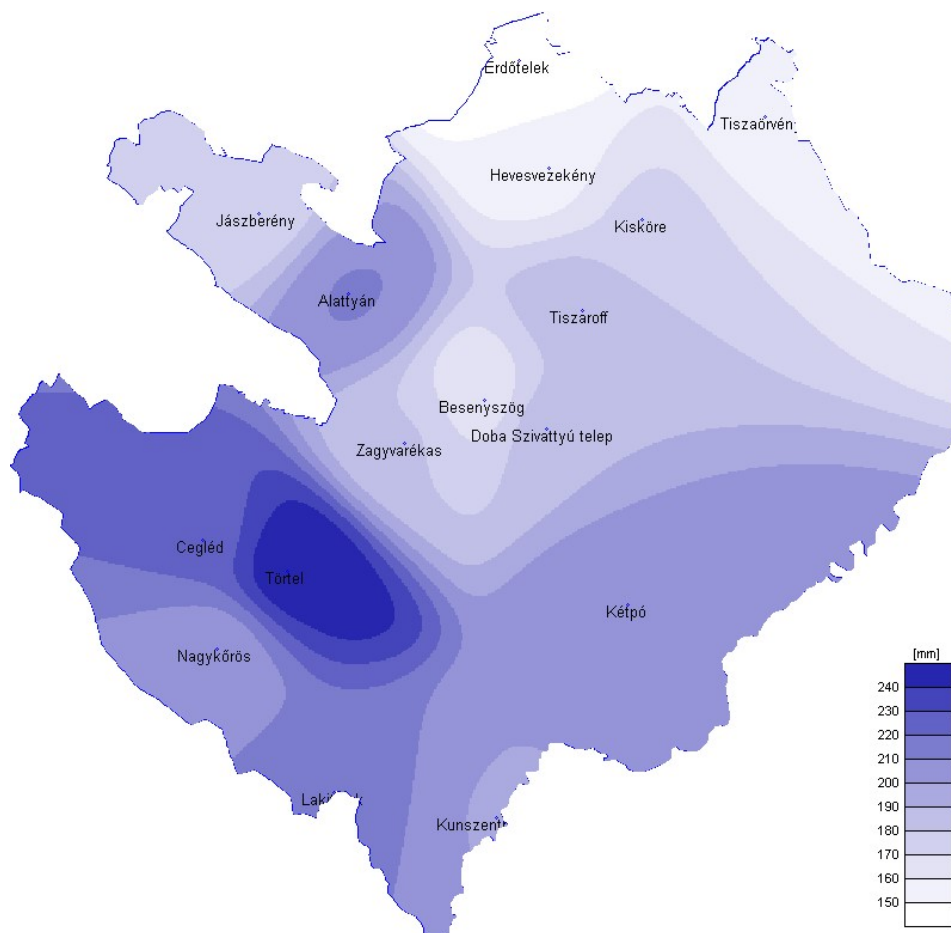 Erdőtelek
Tiszaörvény
Hevesvezekény
Jászberény
Kisköre
Alattyán
Tiszaroff
Besenyszög
Doba Szivattyú telep
Zagyvarékas
Cegléd
Törtel
Kétpó
Nagykőrös
[mm]
240
230
220
210
200
190
180
170
160
150
Kunszent